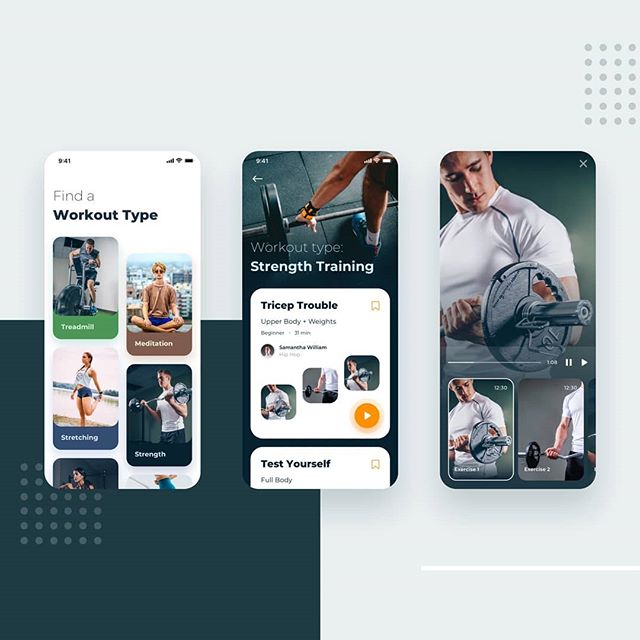 9:41
Find a
Workout Type
Treadmill
Meditation
Stretching
Strength
9:41
Workout type:
Strength Training
Tricep Trouble
Upper Body + Weights
Beginner • 31 min
Samantha William
Hip Hop
Test Yourself
Full Body
1:08
12:30
12:30
Exercise 1
Exercise 2